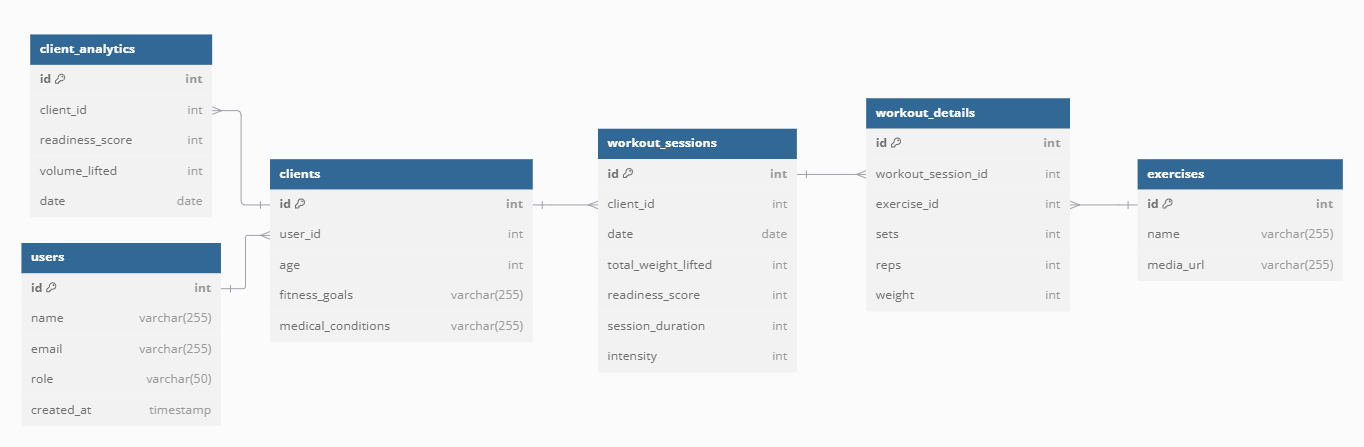 client_analytics
id int
client_id int
readiness_score int
volume_lifted int
date date
users
id int
name varchar(255)
email varchar(255)
role varchar(50)
created_at timestamp
clients
id int
user_id int
age int
fitness_goals varchar(255)
medical_conditions varchar(255)
workout_sessions
id int
client_id int
date date
total_weight_lifted int
readiness_score int
session_duration int
intensity int
workout_details
id int
workout_session_id int
exercise_id int
sets int
reps int
weight int
exercises
id int
name varchar(255)
media_url varchar(255)